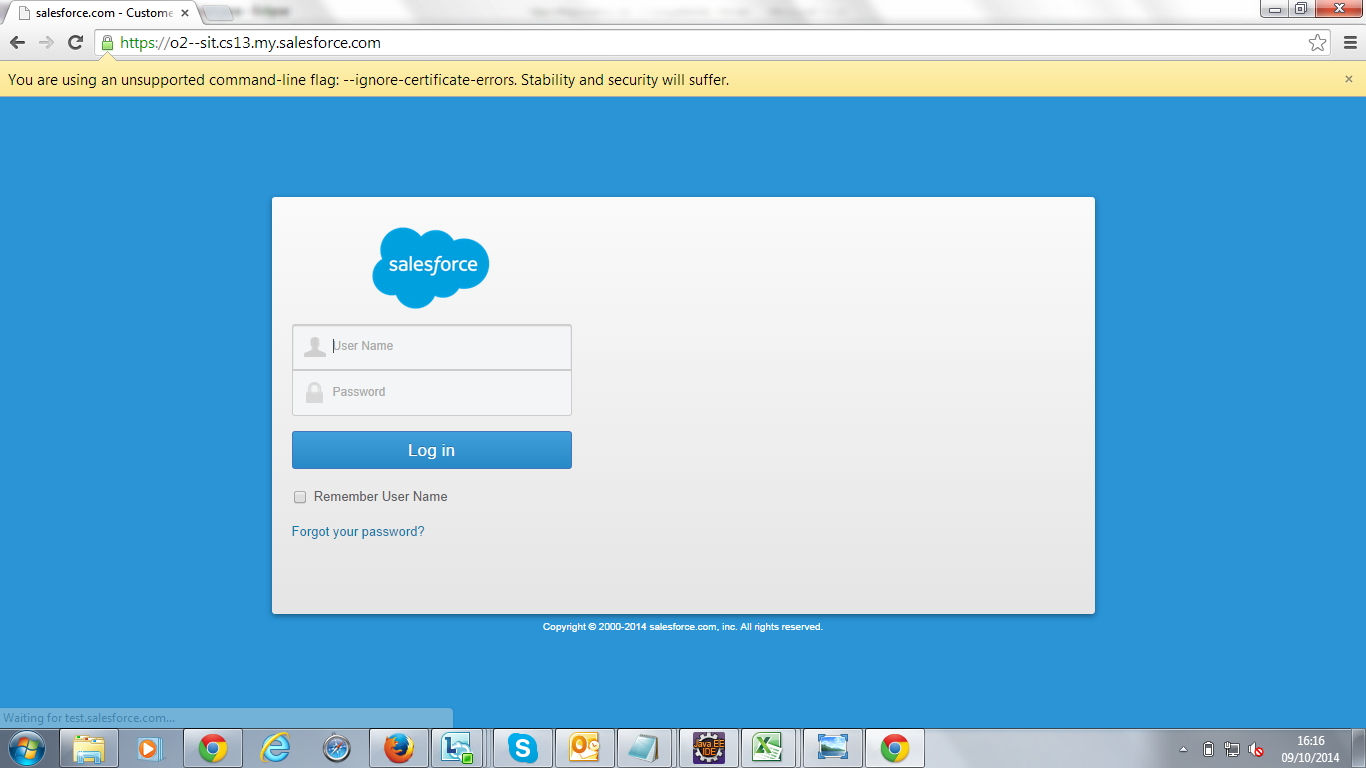 salesforce.com - Custome
https://o2--sit.cs13.my.salesforce.com
You are using an unsupported command-line flag: --ignore-certificate-errors. Stability and security will suffer.
salesforce
User Name
Password
Log in
Remember User Name
Forgot your password?
Copyright © 2000-2014 salesforce.com, inc. All rights reserved.
Waiting for test.salesforce.com...
Java EE
IDE
16:16
09/10/2014